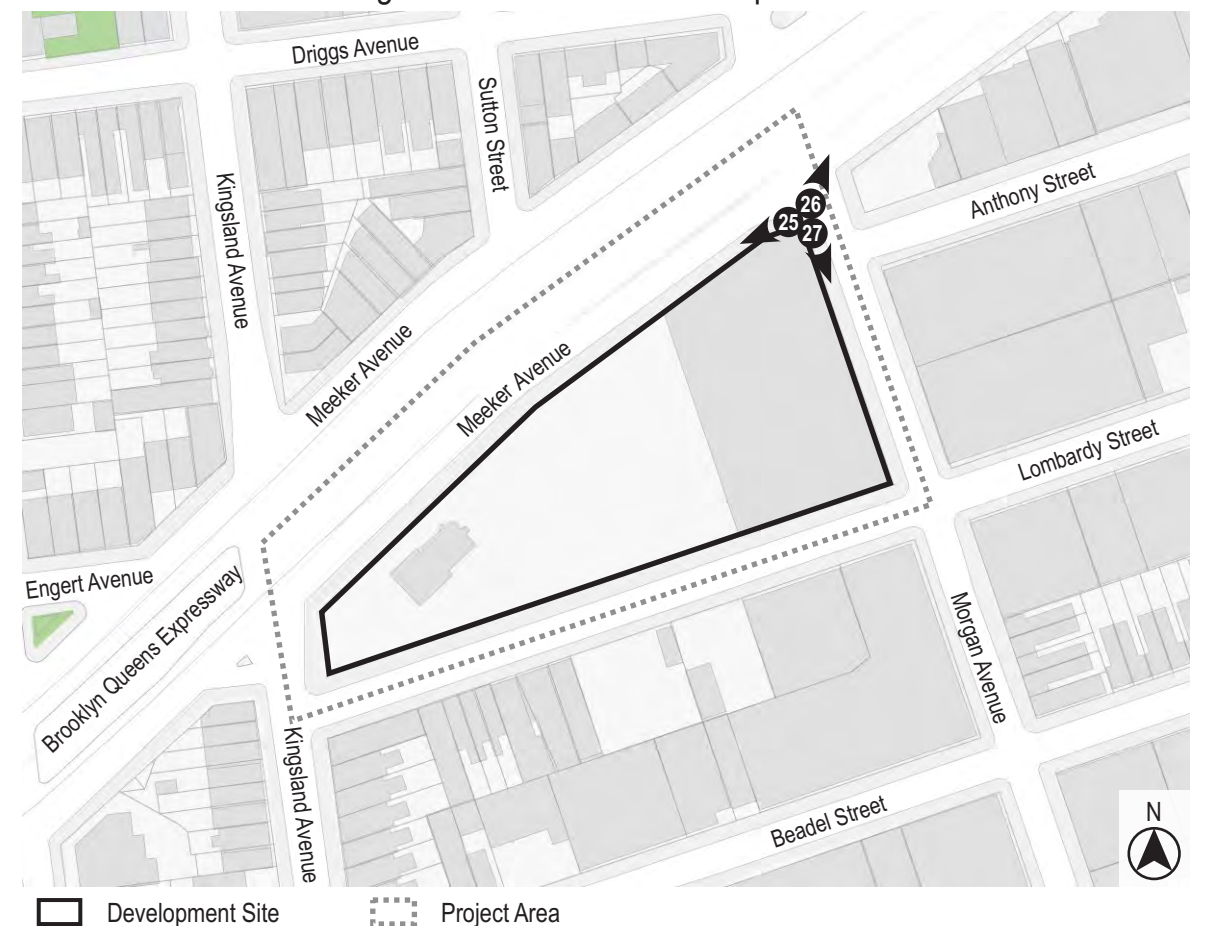 Driggs Avenue
Sutton Street
Kingsland Avenue
Anthony Street
26
25
27
Meeker Avenue
Meeker Avenue
Lombardy Street
Engert Avenue
Brooklyn Queens Expressway
Morgan Avenue
Kingsland Avenue
Beadel Street
N
Development Site
Project Area